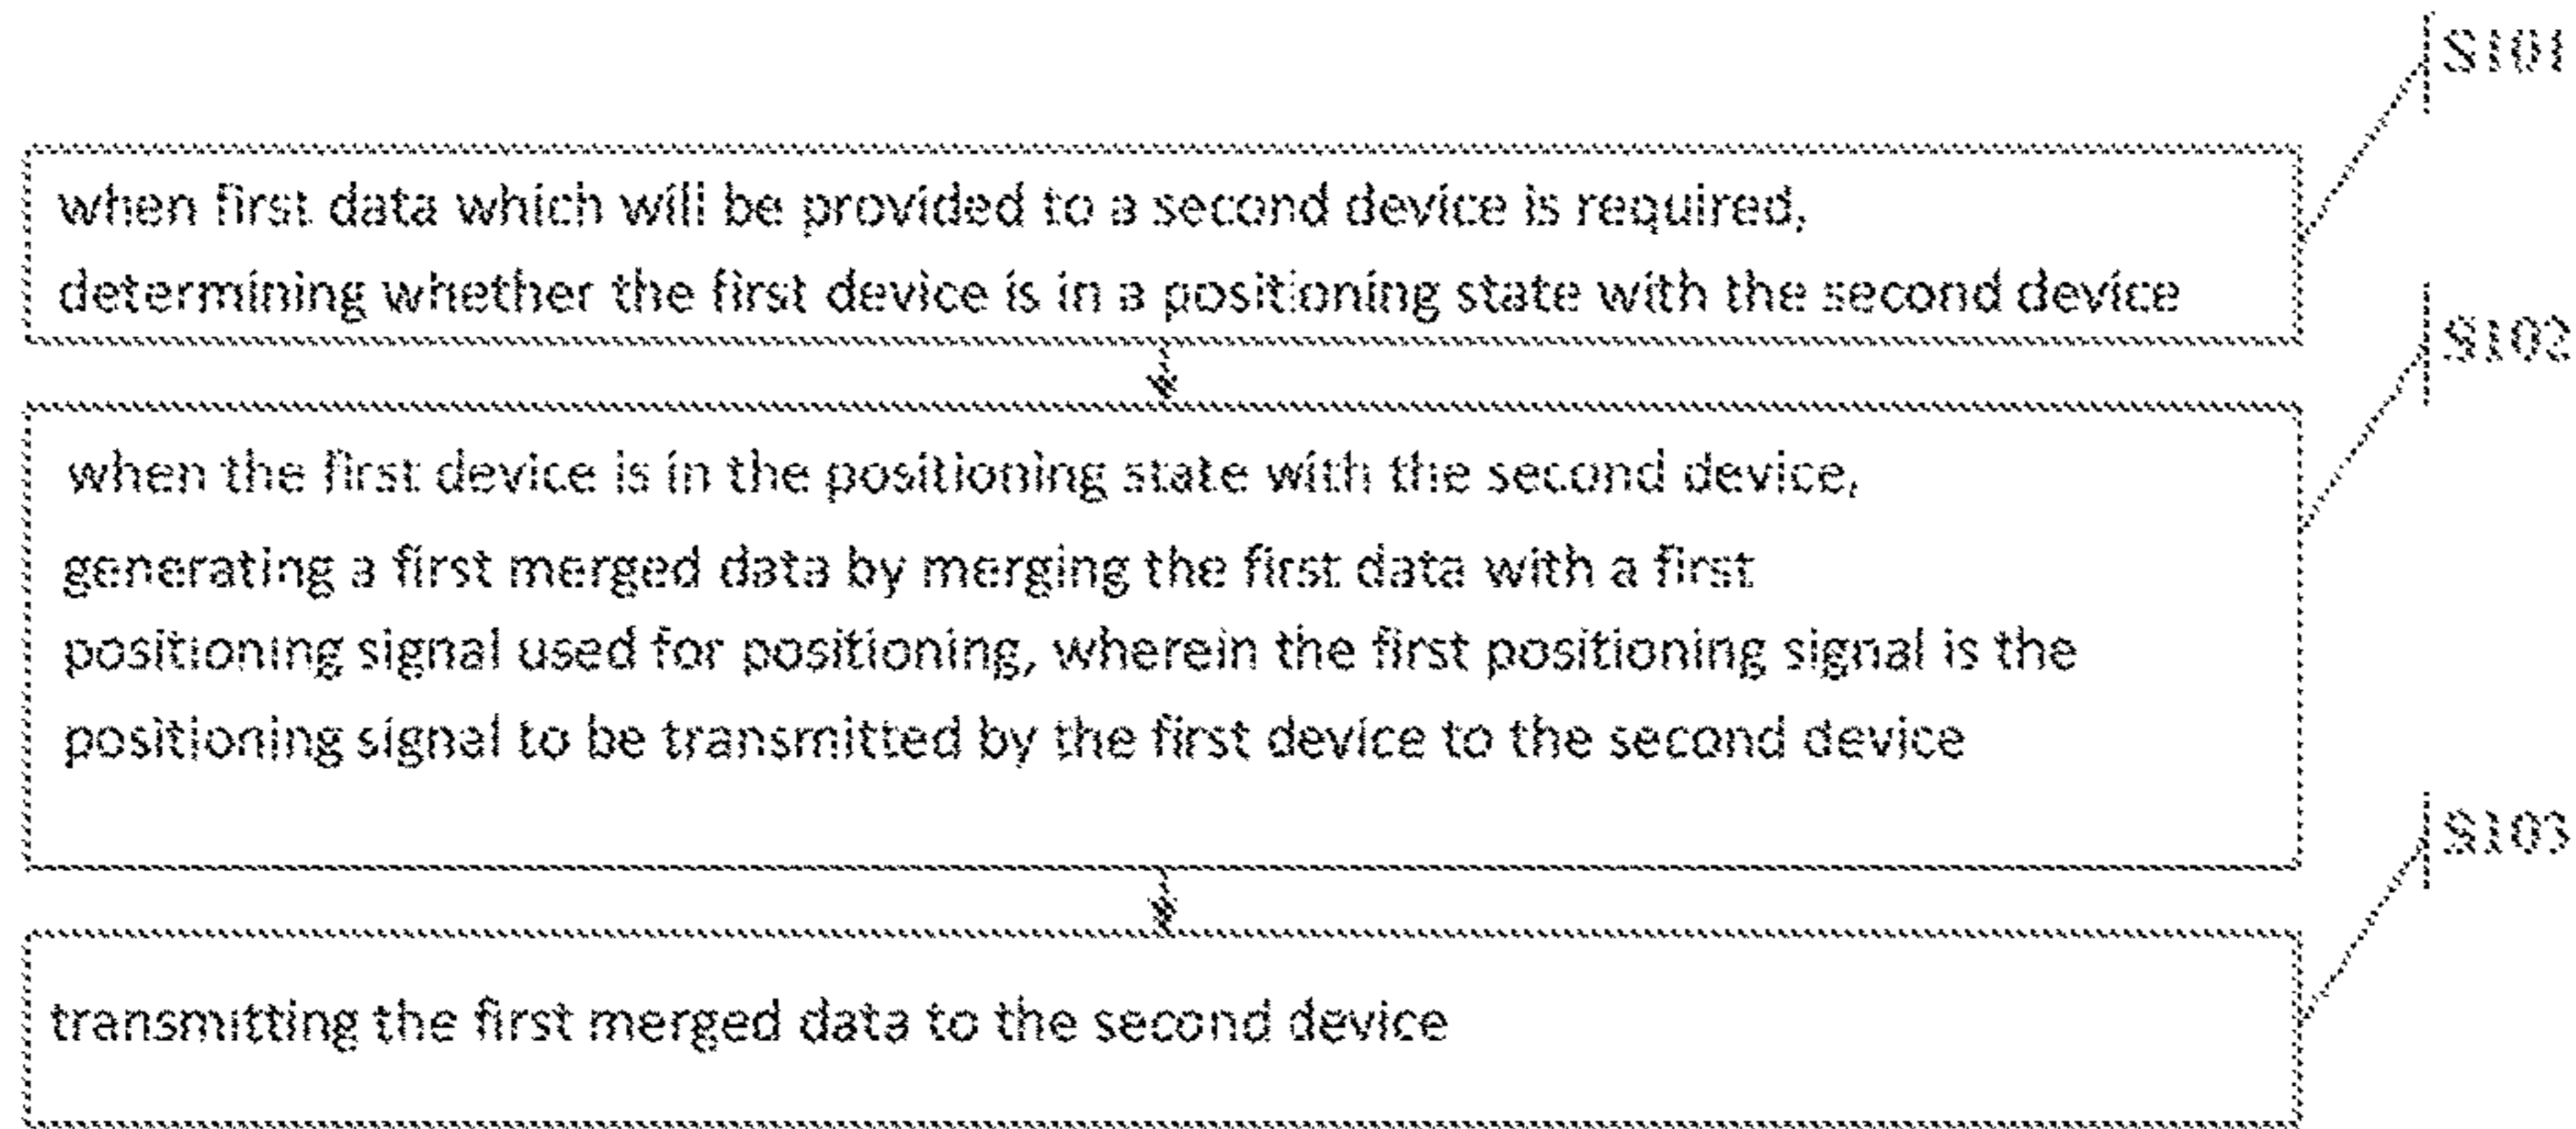 S101
when first data which will be provided to a second device is required,
determining whether the first device is in a positioning state with the second device
S102
when the first device is in the positioning state with the second device,
generating a first merged data by merging the first data with a first
positioning signal used for positioning, wherein the first positioning signal is the
positioning signal to be transmitted by the first device to the second device
S103
transmitting the first merged data to the second device